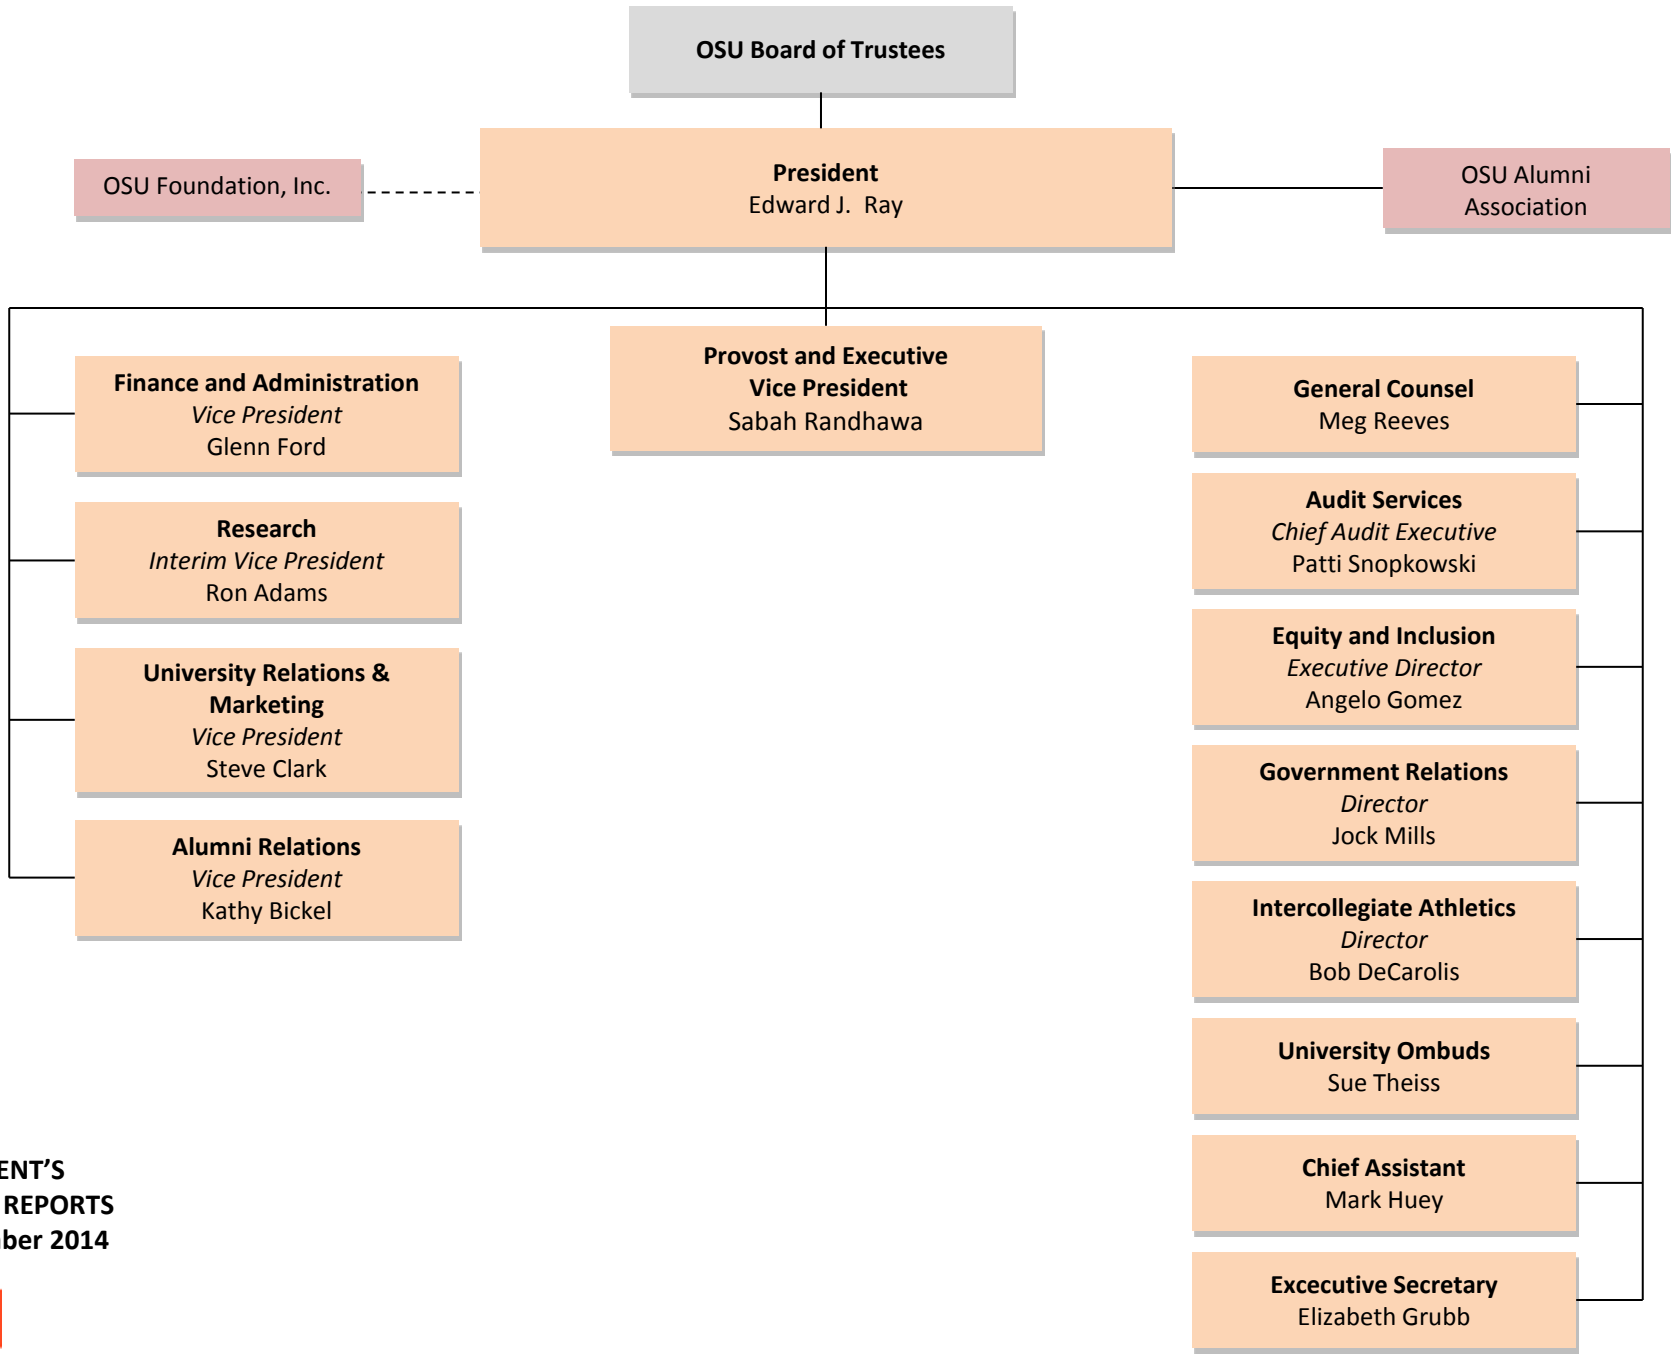 OSU Board of Trustees
President
Edward J. Ray
OSU Foundation, Inc.
OSU Alumni
Association
Provost and Executive
Vice President
Sabah Randhawa
Finance and Administration
Vice President
Glenn Ford
Research
Interim Vice President
Ron Adams
University Relations &
Marketing
Vice President
Steve Clark
Alumni Relations
Vice President
Kathy Bickel
General Counsel
Meg Reeves
Audit Services
Chief Audit Executive
Patti Snopkowski
Equity and Inclusion
Executive Director
Angelo Gomez
Government Relations
Director
Jock Mills
Intercollegiate Athletics
Director
Bob DeCarolis
University Ombuds
Sue Theiss
Chief Assistant
Mark Huey
Excecutive Secretary
Elizabeth Grubb
ENT’S
REPORTS
ber 2014